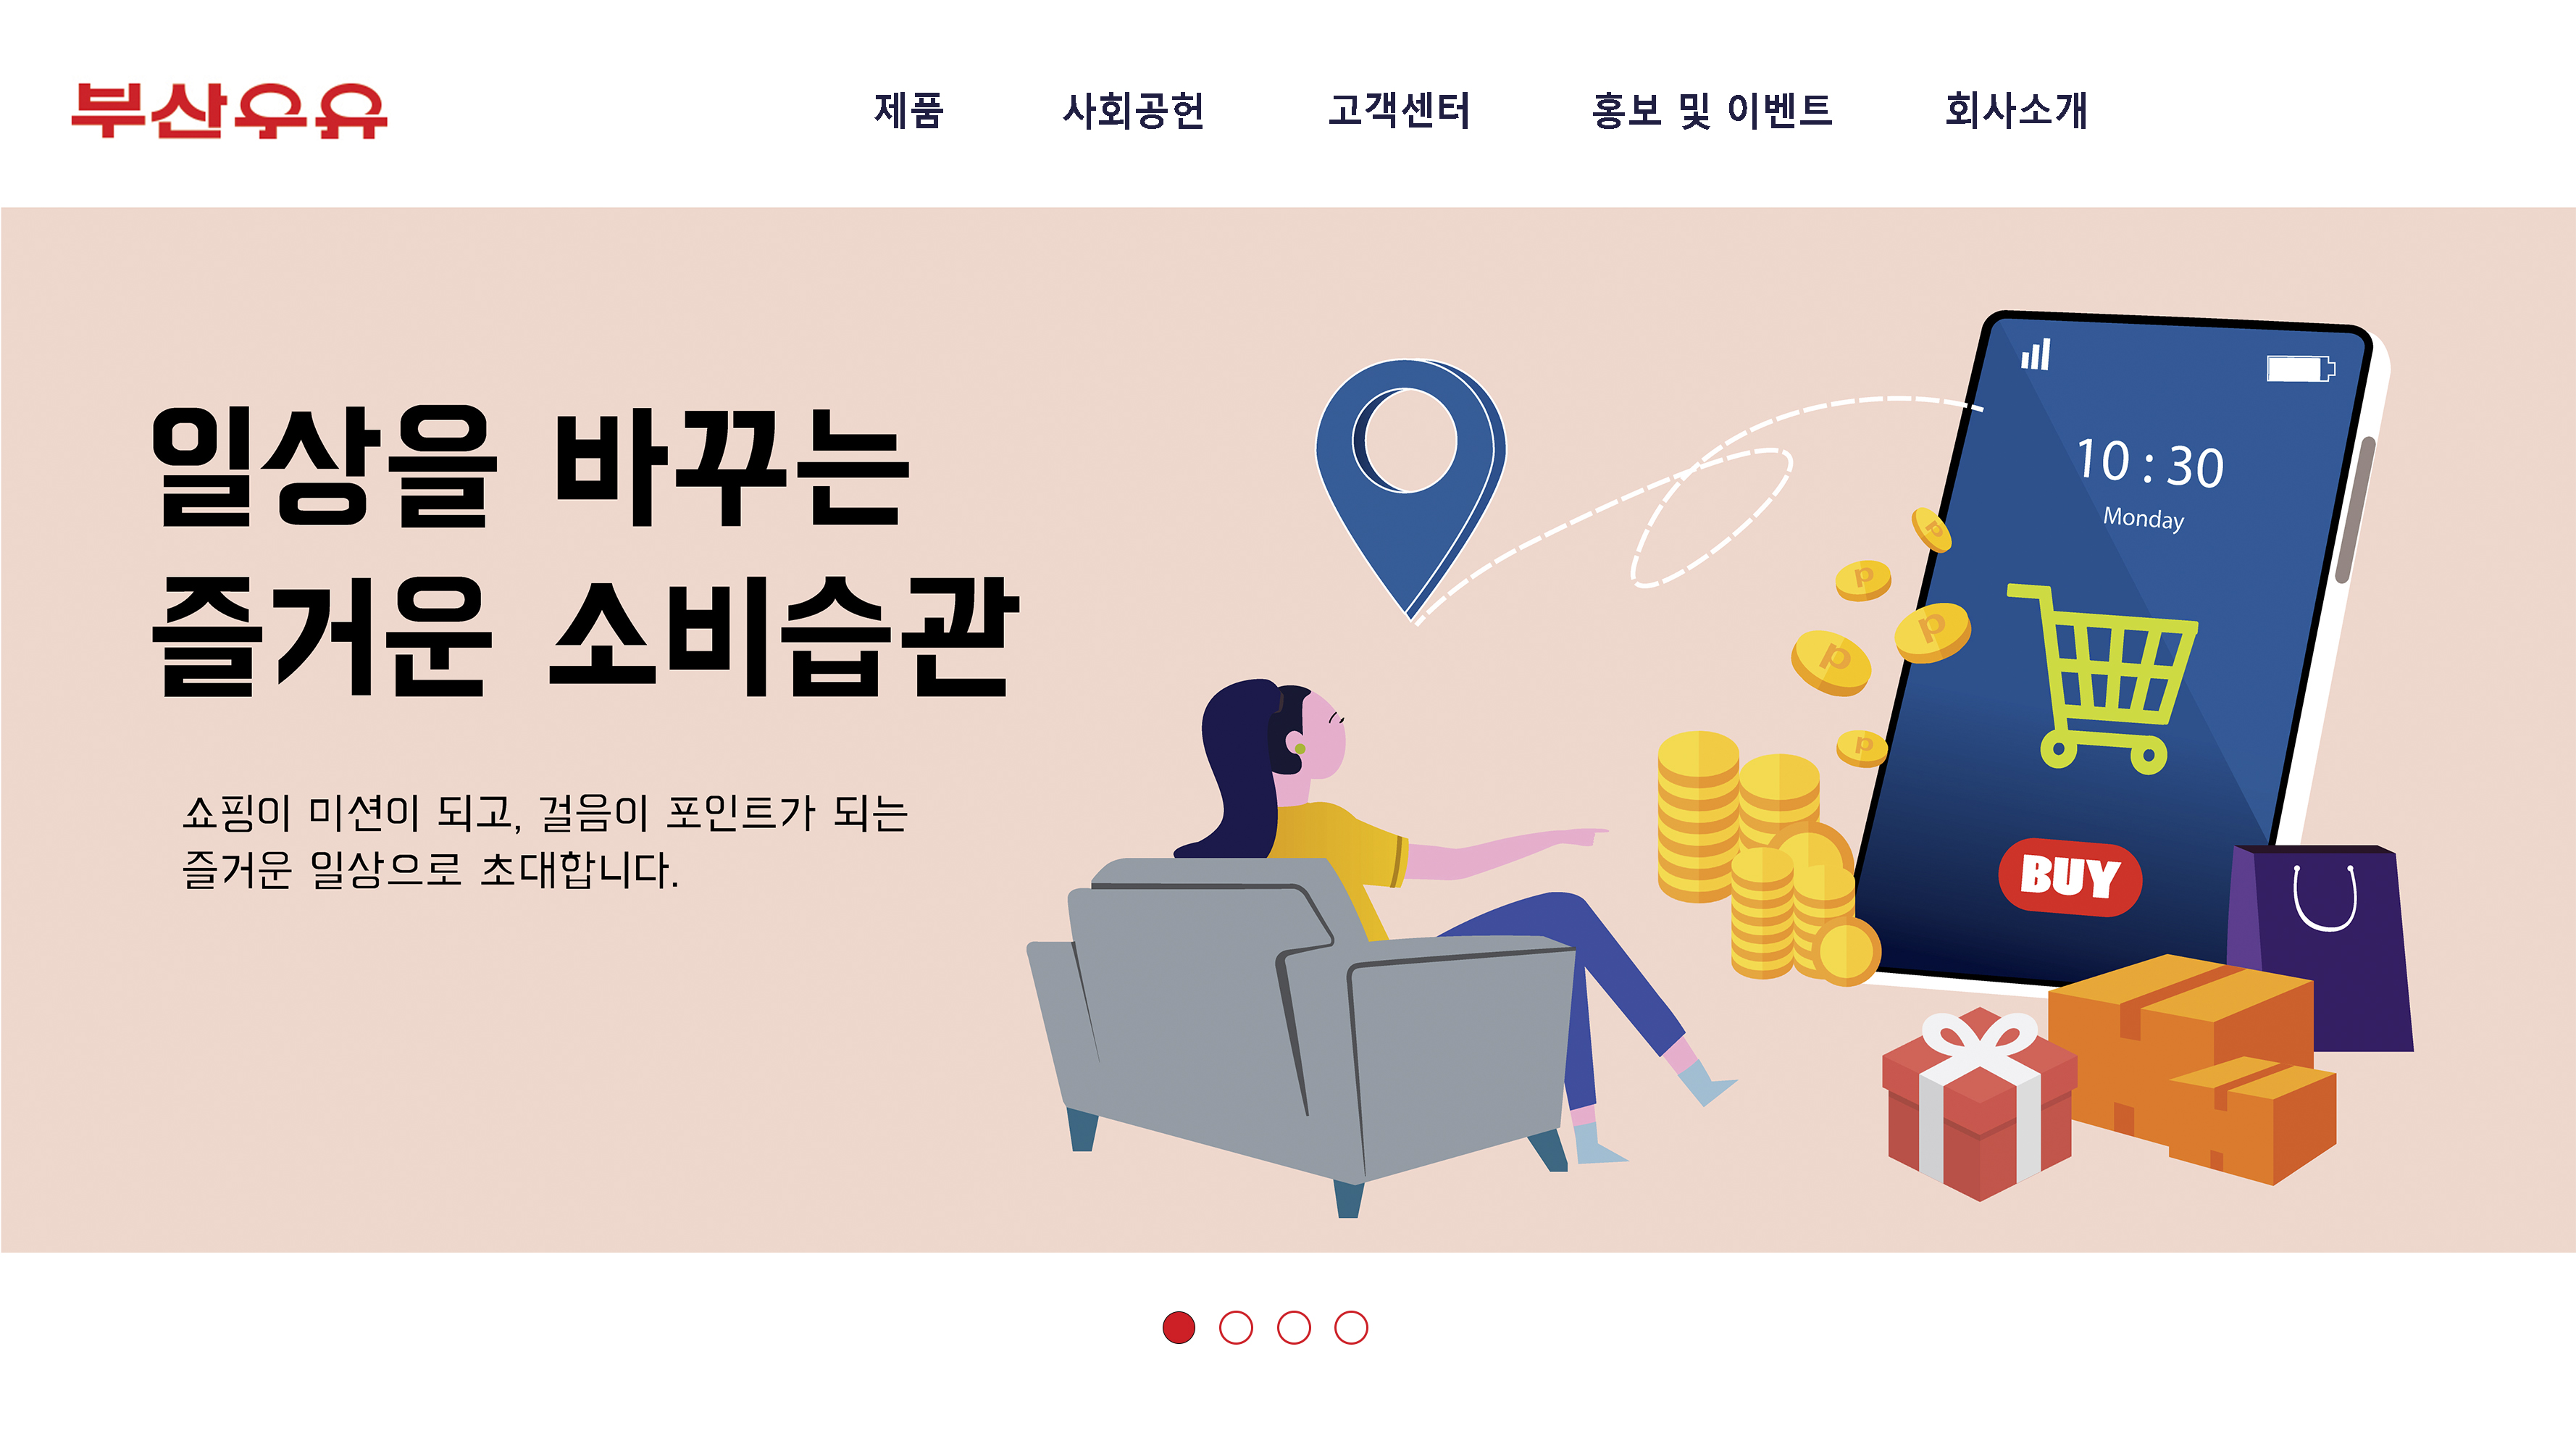 부산우유
제품 사회공헌 고객센터 홍보 및 이벤트 회사소개
일상을 바꾸는
즐거운 소비습관
쇼핑이 미션이 되고, 걸음이 포인트가 되는
즐거운 일상으로 초대합니다.
10 : 30
Monday
p
p
p
p
p
BUY